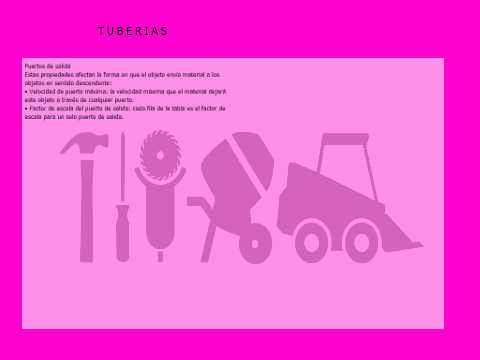 TUBERIAS
Puertos de salida
Estas propiedades afectan la forma en que el objeto envía material a los
objetos en sentido descendente:
• Velocidad de puerto máxima: la velocidad máxima que el material dejará
este objeto a través de cualquier puerto.
• Factor de escala del puerto de salida: cada fila de la tabla es el factor de
escala para un solo puerto de salida.